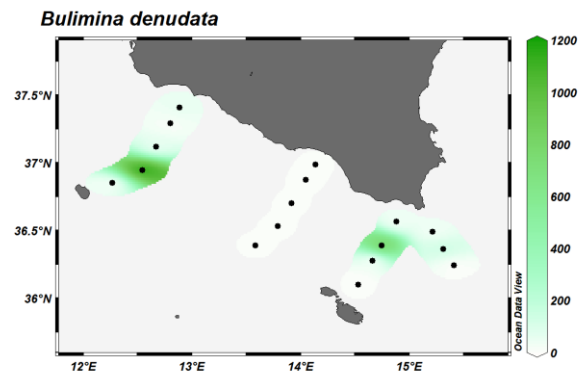 Bulimina denudata
37.5°N
37°N
36.5°N
36°N
12°E 13°E 14°E 15°E
1200
1000
800
600
400
200
0
Ocean Data View